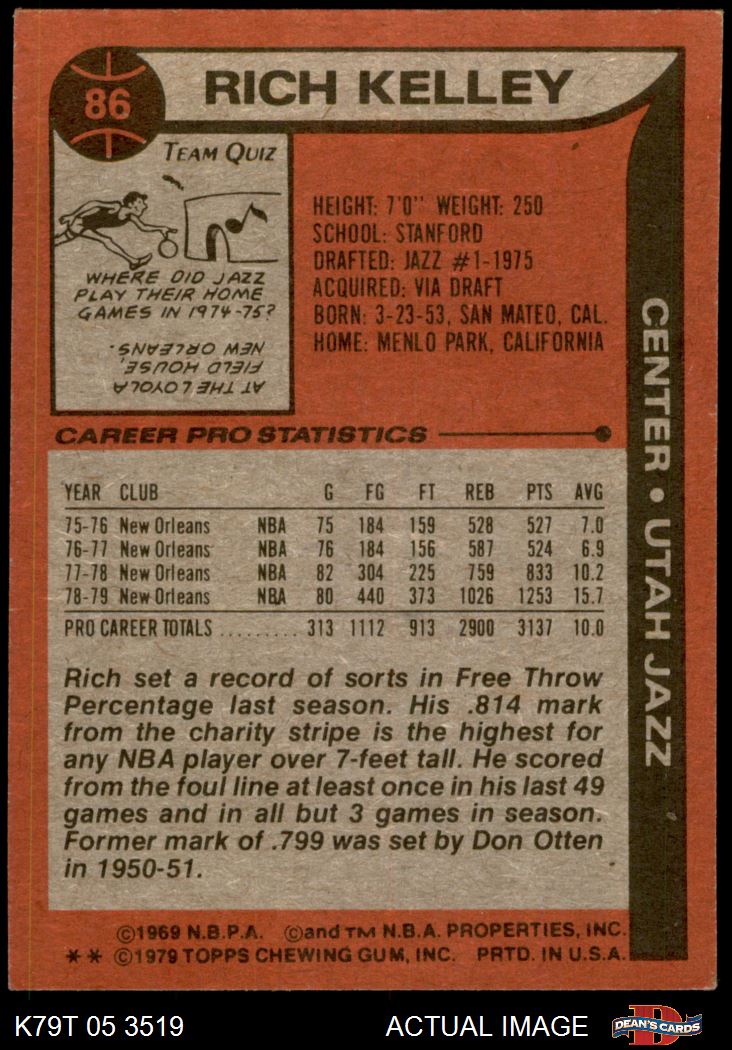 86
RICH KELLEY
TEAM QUIZ
WHERE DID JAZZ
PLAY THEIR HOME
GAMES IN 1974-75?
AT THE LOYOLA
FIELD HOUSE,
NEW ORLEANS.
HEIGHT: 7'0" WEIGHT: 250
SCHOOL: STANFORD
DRAFTED: JAZZ #1-1975
ACQUIRED: VIA DRAFT
BORN: 3-23-53, SAN MATEO, CAL.
HOME: MENLO PARK, CALIFORNIA
CENTER • UTAH JAZZ
CAREER PRO STATISTICS
YEAR CLUB G FG FT REB PTS AVG
75-76 New Orleans NBA 75 184 159 528 527 7.0
76-77 New Orleans NBA 76 184 156 587 524 6.9
77-78 New Orleans NBA 82 304 225 759 833 10.2
78-79 New Orleans NBA 80 440 373 1026 1253 15.7
PRO CAREER TOTALS ......... 313 1112 913 2900 3137 10.0
Rich set a record of sorts in Free Throw
Percentage last season. His .814 mark
from the charity stripe is the highest for
any NBA player over 7-feet tall. He scored
from the foul line at least once in his last 49
games and in all but 3 games in season.
Former mark of .799 was set by Don Otten
in 1950-51.
©1969 N.B.P.A. ©and TM N.B.A. PROPERTIES, INC.
** ©1979 TOPPS CHEWING GUM, INC. PRTD. IN U.S.A.
K79T 05 3519
ACTUAL IMAGE
D
DEAN'S CARDS